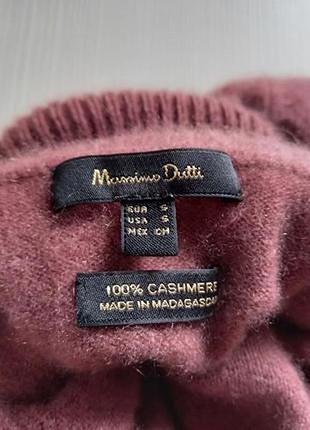 Massimo Dutti
EUR S
USA S
MEX CH
100% CASHMERE
MADE IN MADAGASCAR